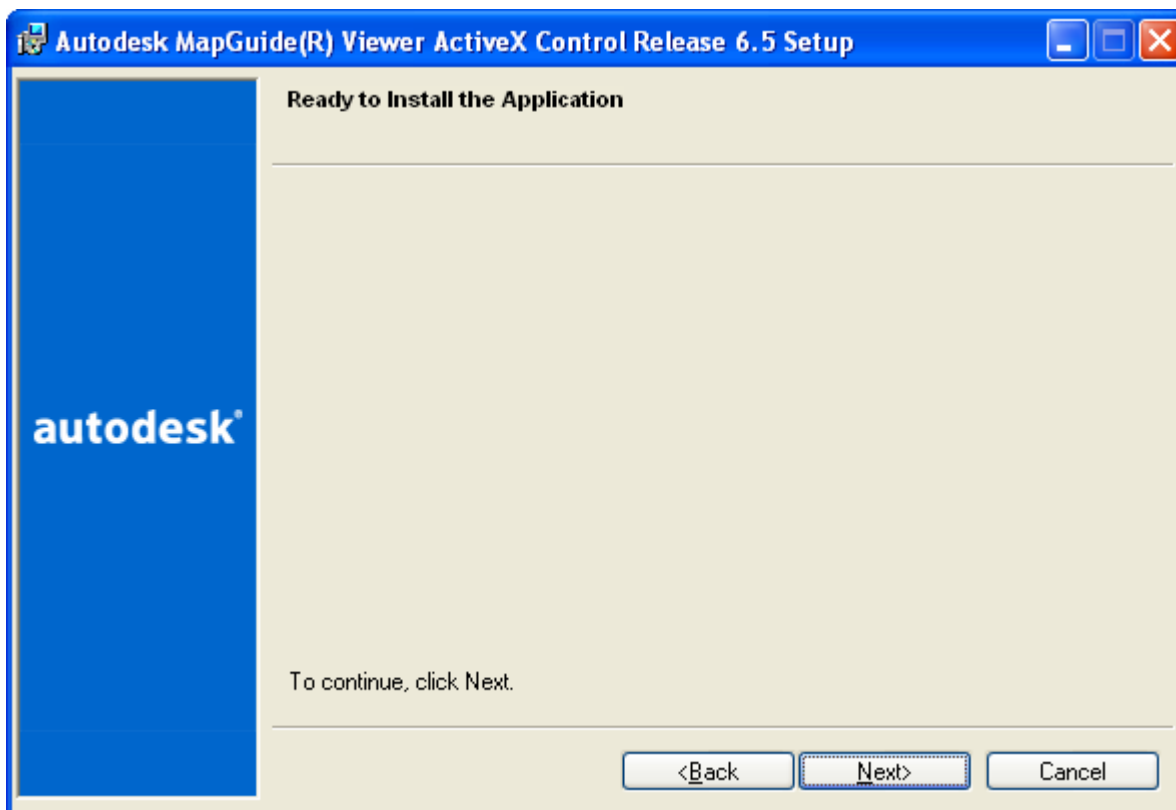 Autodesk MapGuide(R) Viewer ActiveX Control Release 6.5 Setup
Ready to Install the Application
autodesk®
To continue, click Next.
<Back Next> Cancel